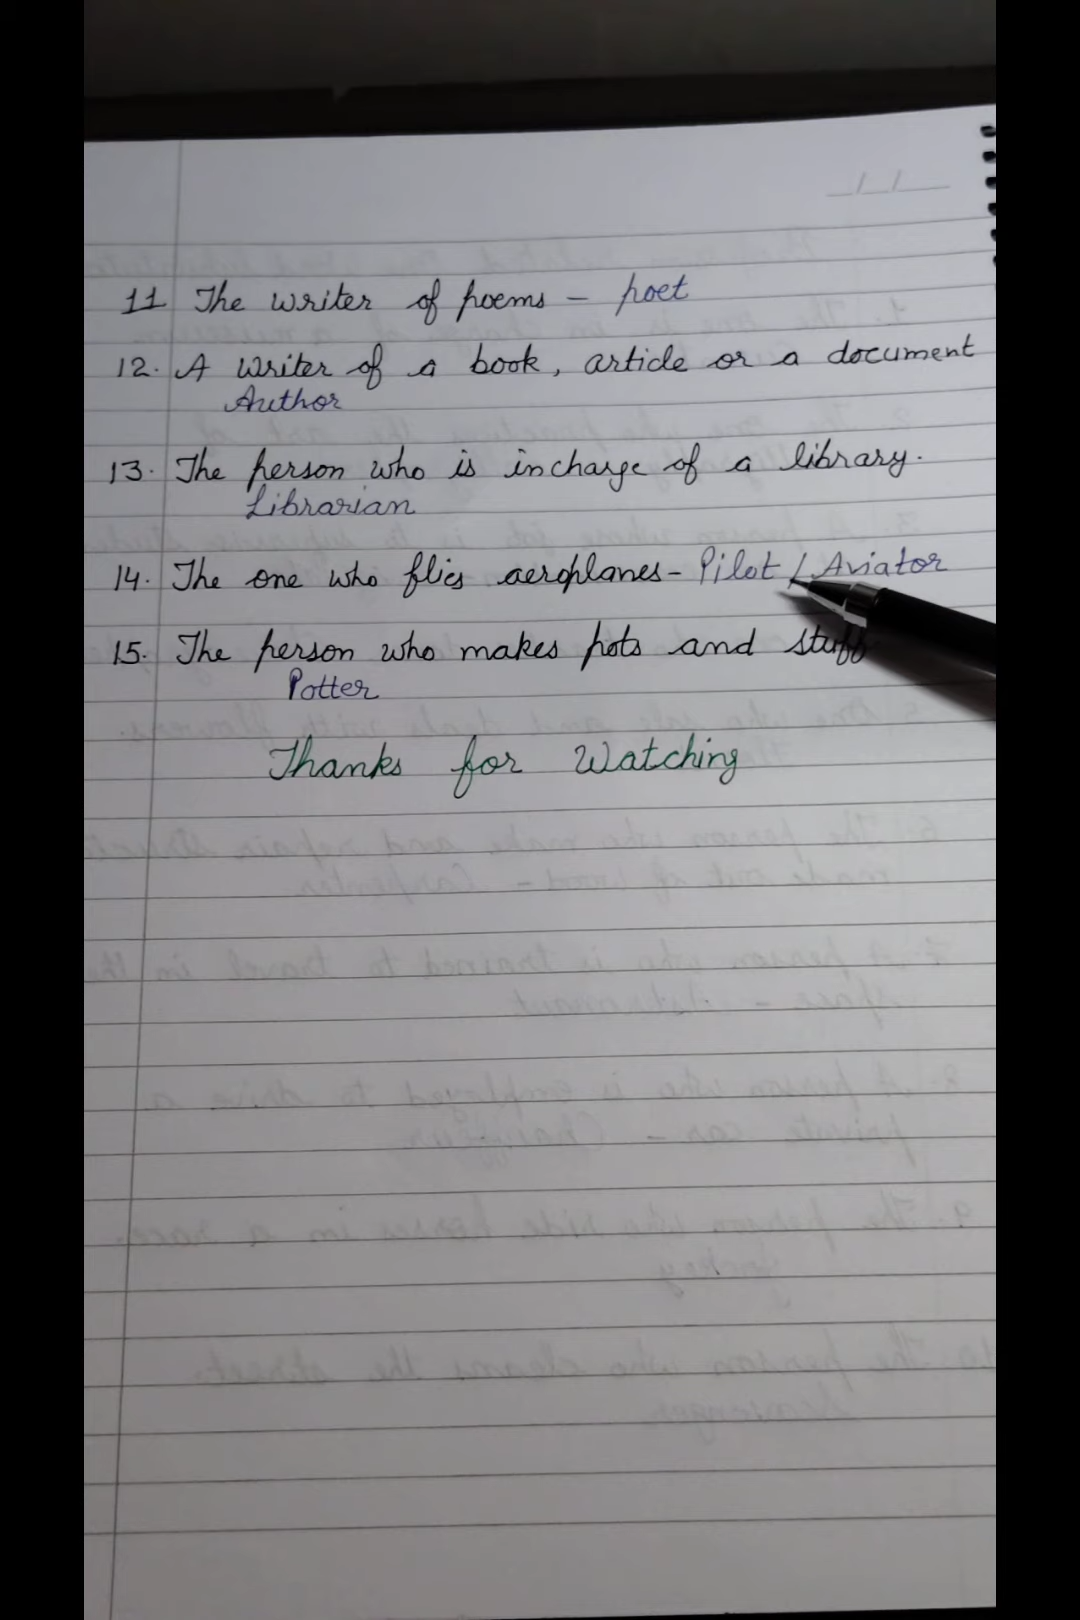 11 The writer of poems – poet
12. A writer of a book, article or a document
Author
13. The person who is incharge of a library.
Librarian
14. The one who flies aeroplanes – Pilot / Aviator
15. The person who makes pots and stuff.
Potter
Thanks for Watching